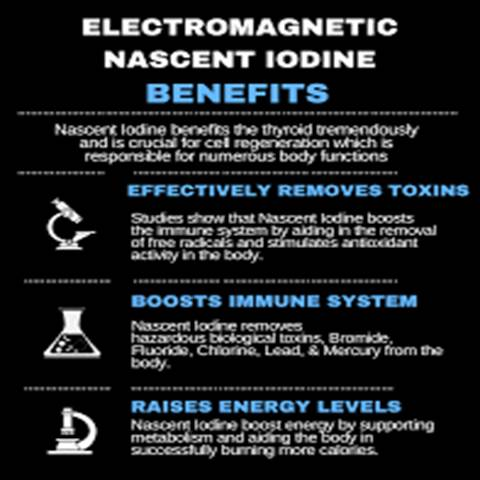 ELECTROMAGNETIC
NASCENT IODINE
BENEFITS
Nascent Iodine benefits the thyroid tremendously
and is crucial for cell regeneration which is
responsible for numerous body functions
EFFECTIVELY REMOVES TOXINS
Studies show that Nascent Iodine boosts
the immune system by aiding in the removal
of free radicals and stimulates antioxidant
activity in the body.
BOOSTS IMMUNE SYSTEM
Nascent Iodine removes
hazardous biological toxins, Bromide,
Fluoride, Chlorine, Lead, & Mercury from the
body.
RAISES ENERGY LEVELS
Nascent Iodine boost energy by supporting
metabolism and aiding the body in
successfully burning more calories.